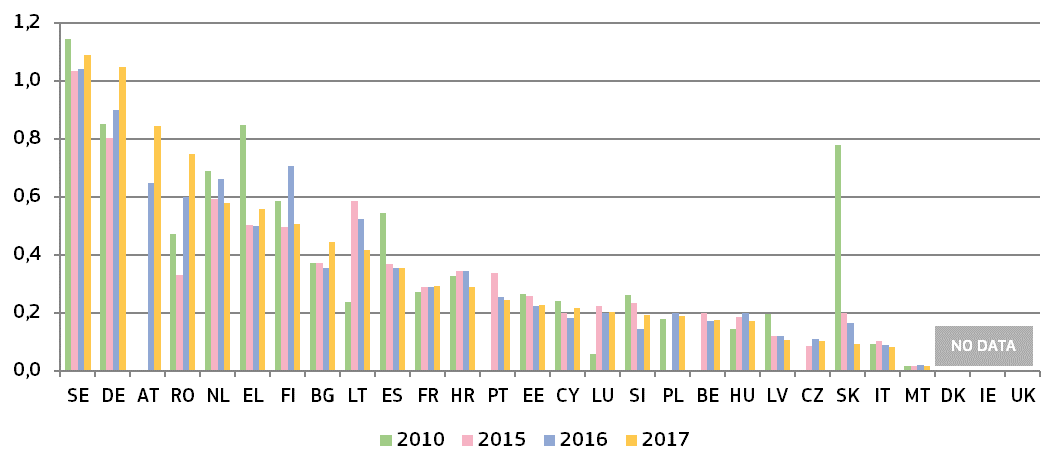 1,2
1,0
0,8
0,6
0,4
0,2
0,0
NO DATA
SE DE AT RO NL EL FI BG LT ES FR HR PT EE CY LU SI PL BE HU LV CZ SK IT MT DK IE UK
2010 2015 2016 2017